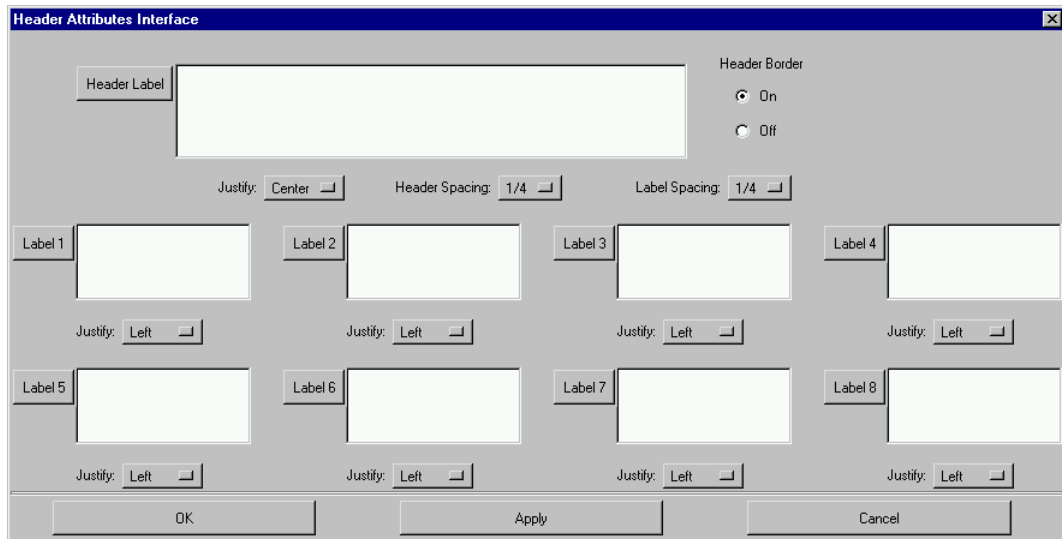 Header Attributes Interface
Header Label
Header Border
On
Off
Justify: Center Header Spacing: 1/4 Label Spacing: 1/4
Label 1 Label 2 Label 3 Label 4
Justify: Left Justify: Left Justify: Left Justify: Left
Label 5 Label 6 Label 7 Label 8
Justify: Left Justify: Left Justify: Left Justify: Left
OK Apply Cancel